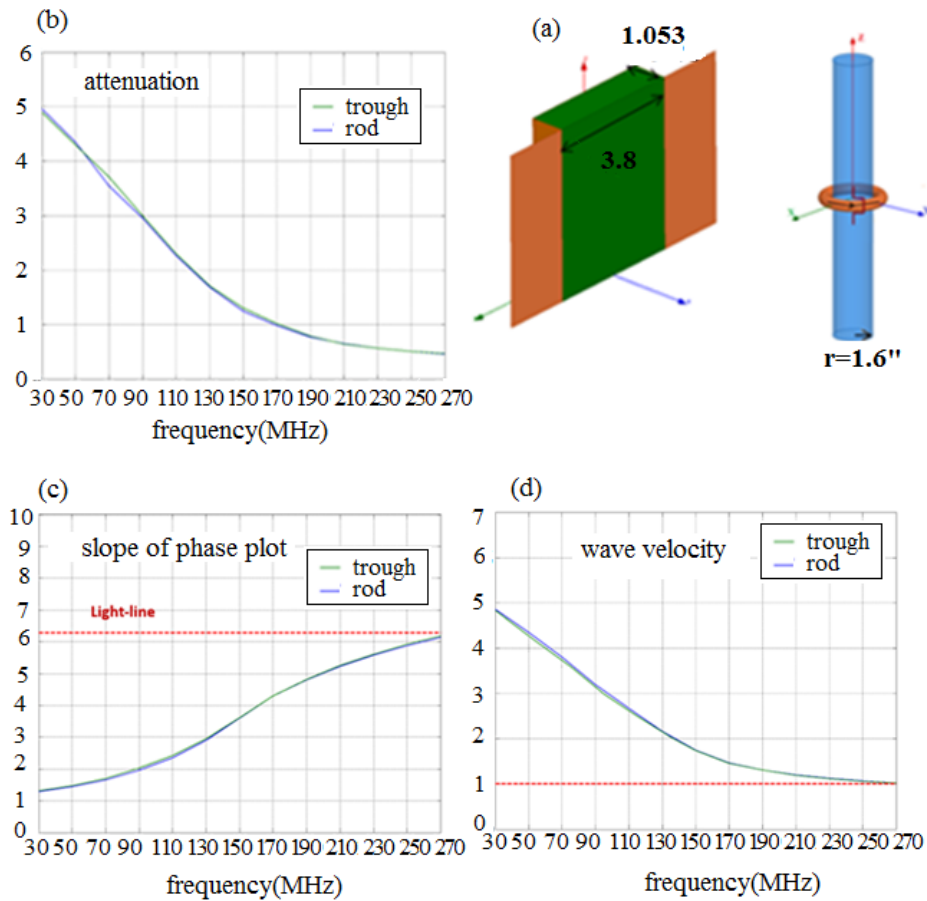 (b)
attenuation
trough
rod
6
5
4
3
2
1
0
30 50 70 90 110 130 150 170 190 210 230 250 270
frequency(MHz)
(a)
1.053
3.8
r=1.6"
(c)
slope of phase plot
trough
rod
Light-line
10
9
8
7
6
5
4
3
2
1
0
30 50 70 90 110 130 150 170 190 210 230 250 270
frequency(MHz)
(d)
wave velocity
trough
rod
7
6
5
4
3
2
1
0
30 50 70 90 110 130 150 170 190 210 230 250 270
frequency(MHz)